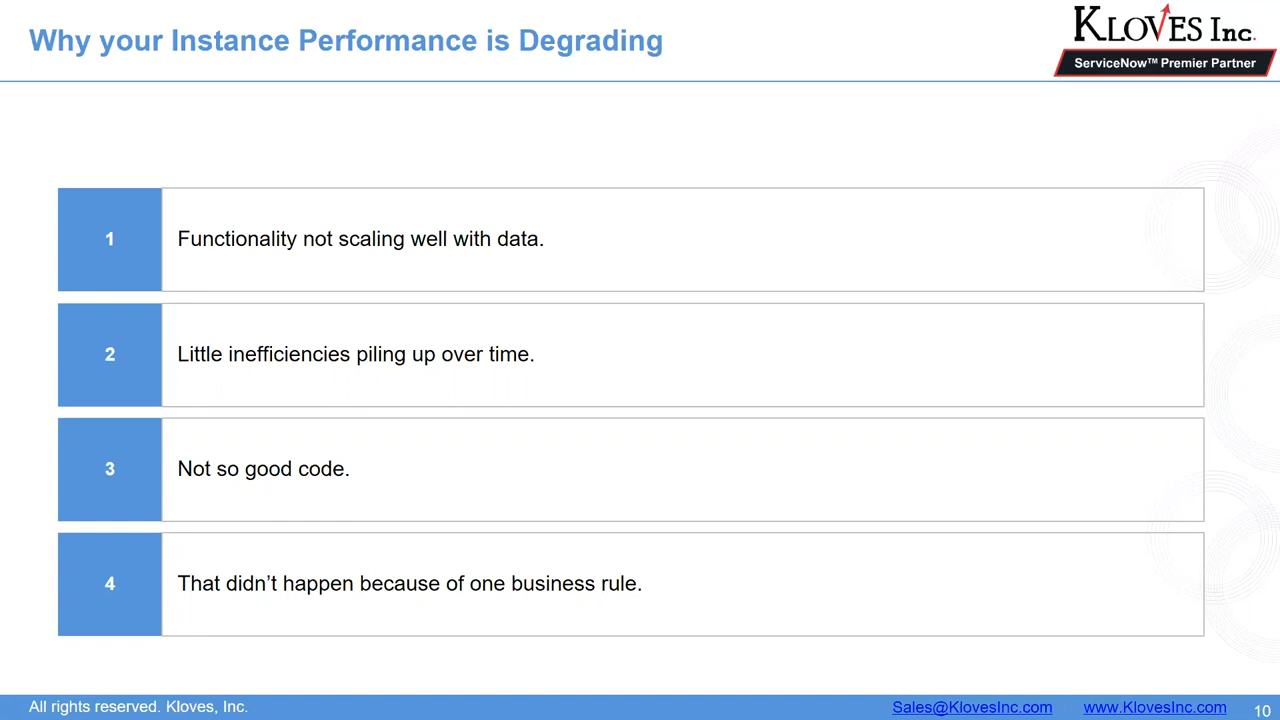 Why your Instance Performance is Degrading
KLOVES INC.
ServiceNow™ Premier Partner
1
Functionality not scaling well with data.
2
Little inefficiencies piling up over time.
3
Not so good code.
4
That didn’t happen because of one business rule.
All rights reserved. Kloves, Inc.
Sales@KlovesInc.com
www.KlovesInc.com
10